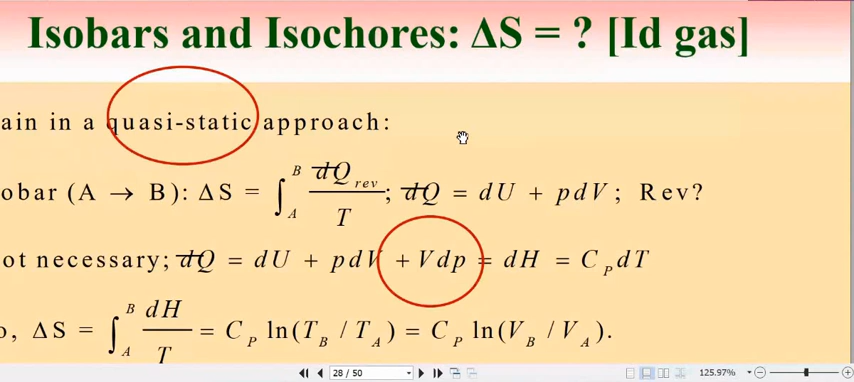 Isobars and Isochores: ΔS = ? [Id gas]
ain in a quasi-static approach:
obar (A → B): ΔS = ∫_A^B đQ_rev / T ; đQ = dU + pdV; Rev?
ot necessary; đQ = dU + pdV + Vdp = dH = C_P dT
o, ΔS = ∫_A^B dH / T = C_P ln(T_B / T_A) = C_P ln(V_B / V_A).
28 / 50 125.97%